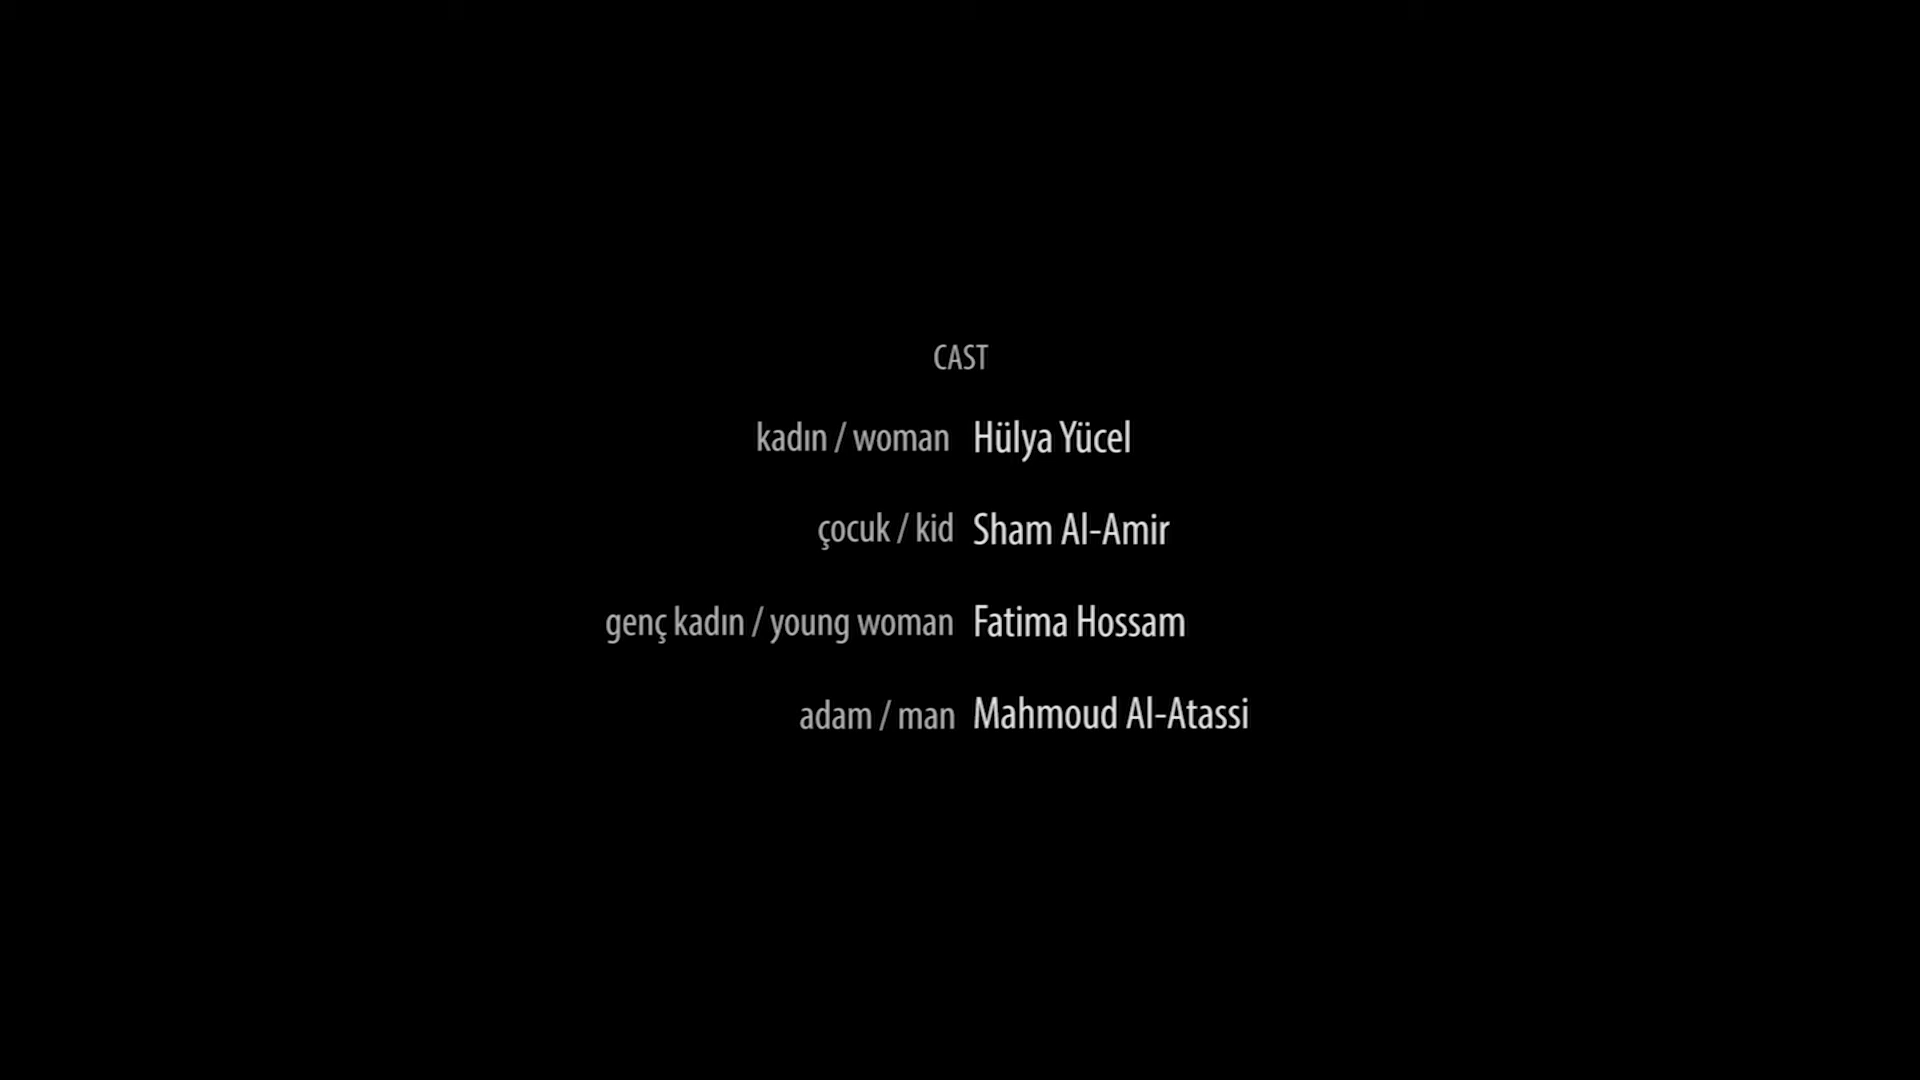 CAST
kadın / woman Hülya Yücel
çocuk / kid Sham Al-Amir
genç kadın / young woman Fatima Hossam
adam / man Mahmoud Al-Atassi